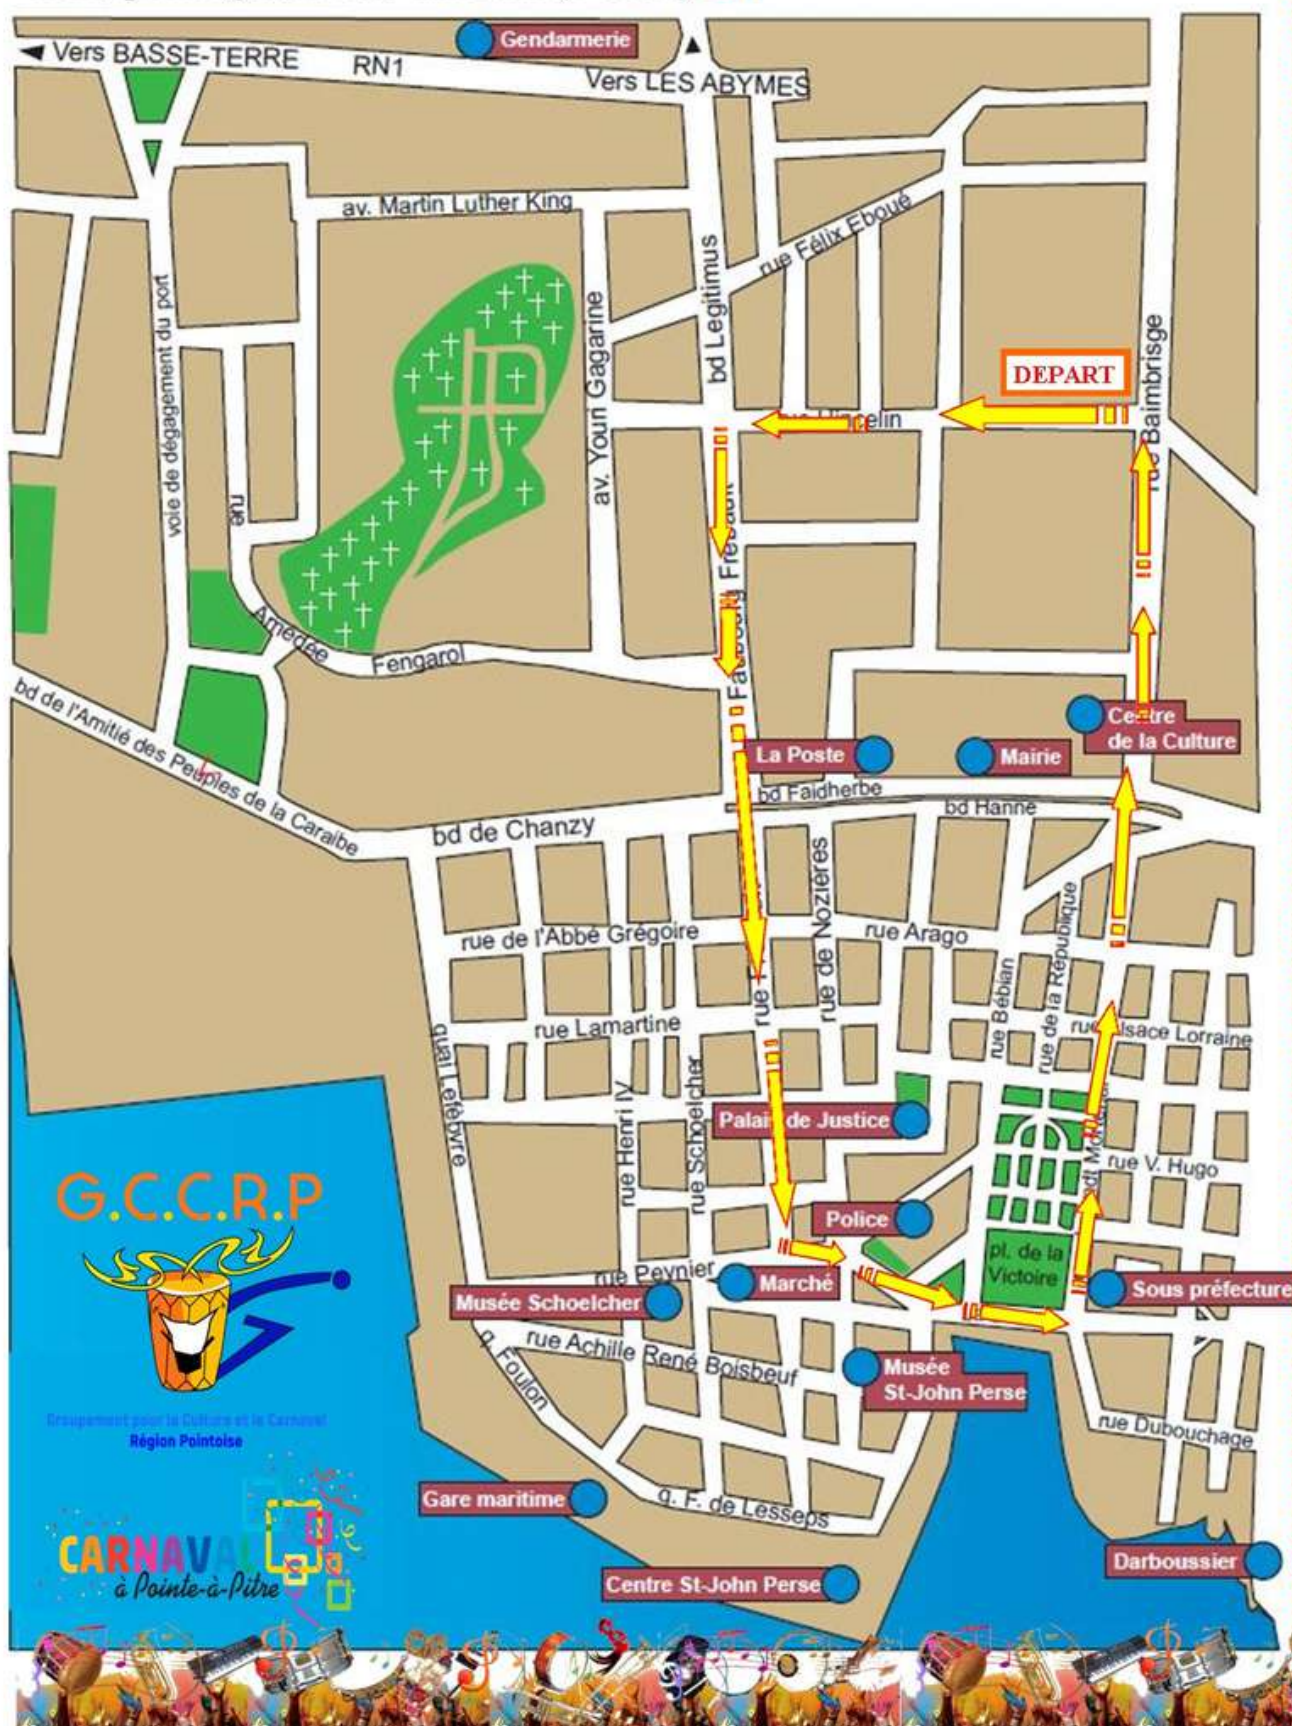 Gendarmerie
Vers BASSE-TERRE
RN1
Vers LES ABYMES
av. Martin Luther King
rue Félix Eboué
bd Legitimus
voie de dégagement du port
av. Youri Gagarine
rue Baimbrisge
DEPART
rue
Amedée
Fengarol
bd de l'Amitié des Peuples de la Caraibe
Centre
de la Culture
La Poste
Mairie
bd Faidherbe
bd Hanne
bd de Chanzy
rue de Nozières
rue de l'Abbé Grégoire
rue Arago
rue Bébian
rue de la République
rue
rue Lamartine
quai Lefèbvre
rue Henri IV
rue Schoelcher
Palais de Justice
rue V. Hugo
G.C.C.R.P
Police
pl. de la
Victoire
rue Peynier
Marché
Sous préfecture
Musée Schoelcher
q. Foulon
rue Achille René Boisbeuf
Musée
St-John Perse
rue Dubouchage
Groupement pour la Culture et le Carnaval
Région Pointoise
Gare maritime
q. F. de Lesseps
CARNAVAL
à Pointe-à-Pitre
Centre St-John Perse
Darboussier